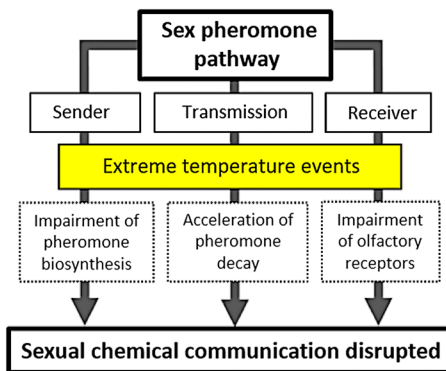 Sex pheromone
pathway
Sender
Transmission
Receiver
Extreme temperature events
Impairment of
pheromone
biosynthesis
Acceleration of
pheromone
decay
Impairment
of olfactory
receptors
Sexual chemical communication disrupted